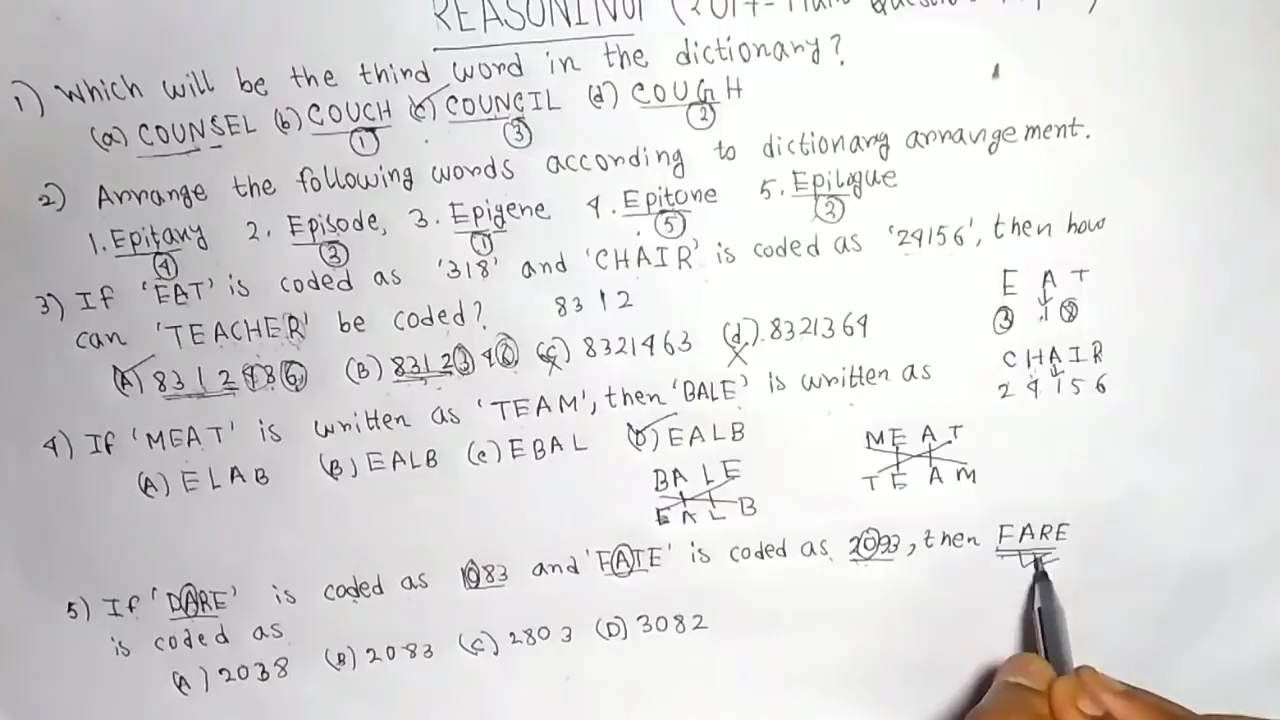 REASONING (2017-
1) Which will be the third word in the dictionary?
(a) COUNSEL (b) COUCH (c) COUNCIL (d) COUGH
1 3 2
2) Arrange the following words according to dictionary arrangement.
1. Epitany 2. Episode, 3. Epigene 4. Epitone 5. Epilogue
4 3 1 5 2
3) If 'EAT' is coded as '318' and 'CHAIR' is coded as '24156', then how
can 'TEACHER' be coded? 8312
E A T
3 1 8
(A) 8312436 (B) 8312346 (C) 8321463 (d) 8321364
C H A I R
2 4 1 5 6
4) If 'MEAT' is written as 'TEAM', then 'BALE' is written as
(A) ELAB (B) EALB (c) EBAL (D) EALB
BALE
EALB
MEAT
TEAM
5) If 'DARE' is coded as 1083 and 'FATE' is coded as 2093, then FARE
is coded as
(A) 2038 (B) 2083 (C) 2803 (D) 3082